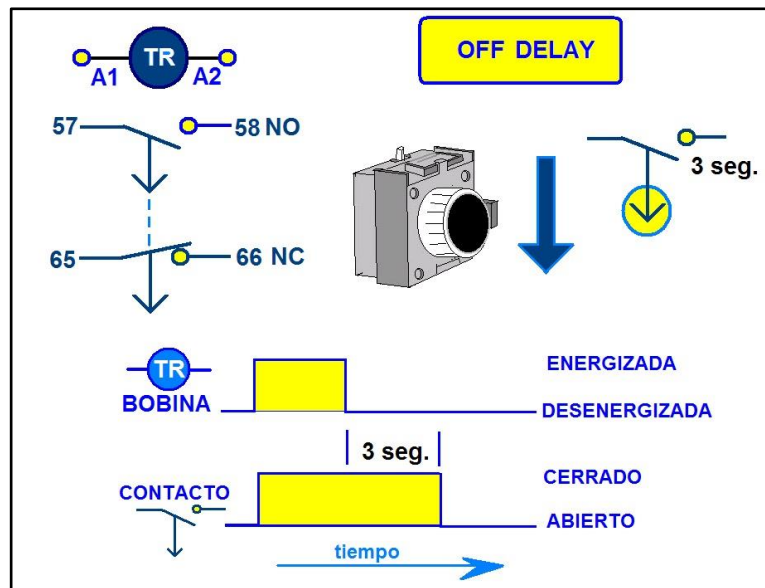 TR
A1 A2
OFF DELAY
57 58 NO
3 seg.
65 66 NC
TR
BOBINA
ENERGIZADA
DESENERGIZADA
3 seg.
CONTACTO
CERRADO
ABIERTO
tiempo